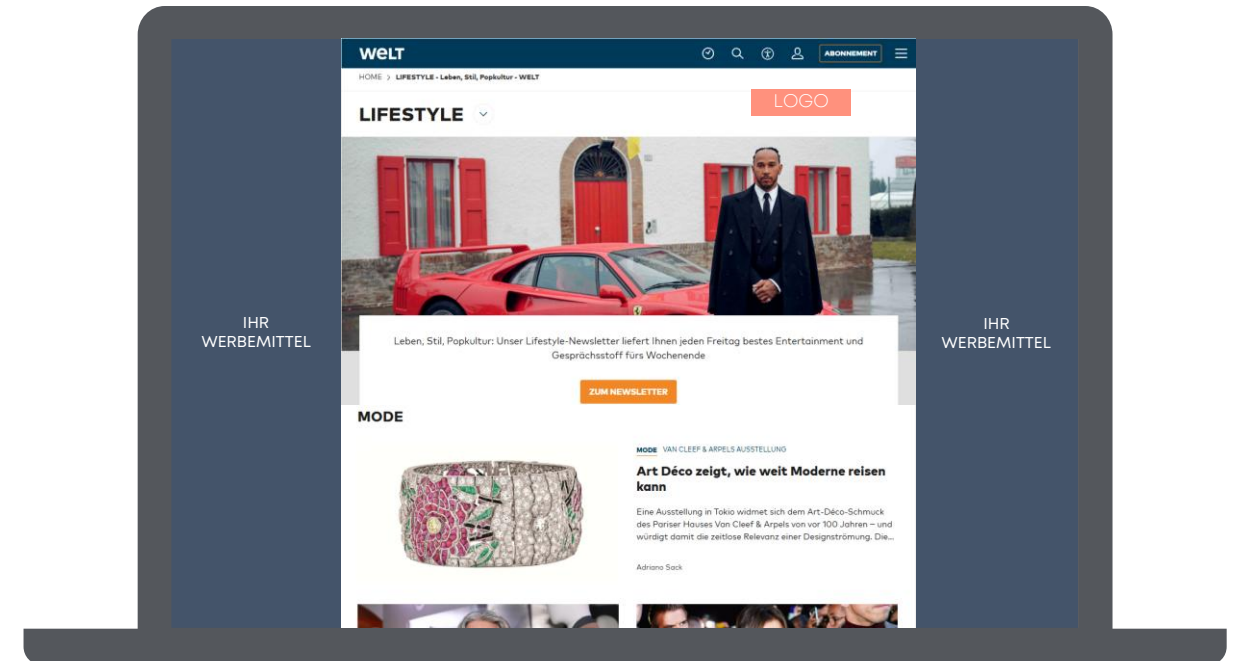 WELT
ABONNEMENT
HOME > LIFESTYLE - Leben, Stil, Popkultur - WELT
LOGO
LIFESTYLE
IHR
WERBEMITTEL
IHR
WERBEMITTEL
Leben, Stil, Popkultur: Unser Lifestyle-Newsletter liefert Ihnen jeden Freitag bestes Entertainment und
Gesprächsstoff fürs Wochenende
ZUM NEWSLETTER
MODE
MODE VAN CLEEF & ARPELS AUSSTELLUNG
Art Déco zeigt, wie weit Moderne reisen
kann
Eine Ausstellung in Tokio widmet sich dem Art-Déco-Schmuck
des Pariser Hauses Van Cleef & Arpels von vor 100 Jahren – und
würdigt damit die zeitlose Relevanz einer Designströmung. Die...
Adriano Sack